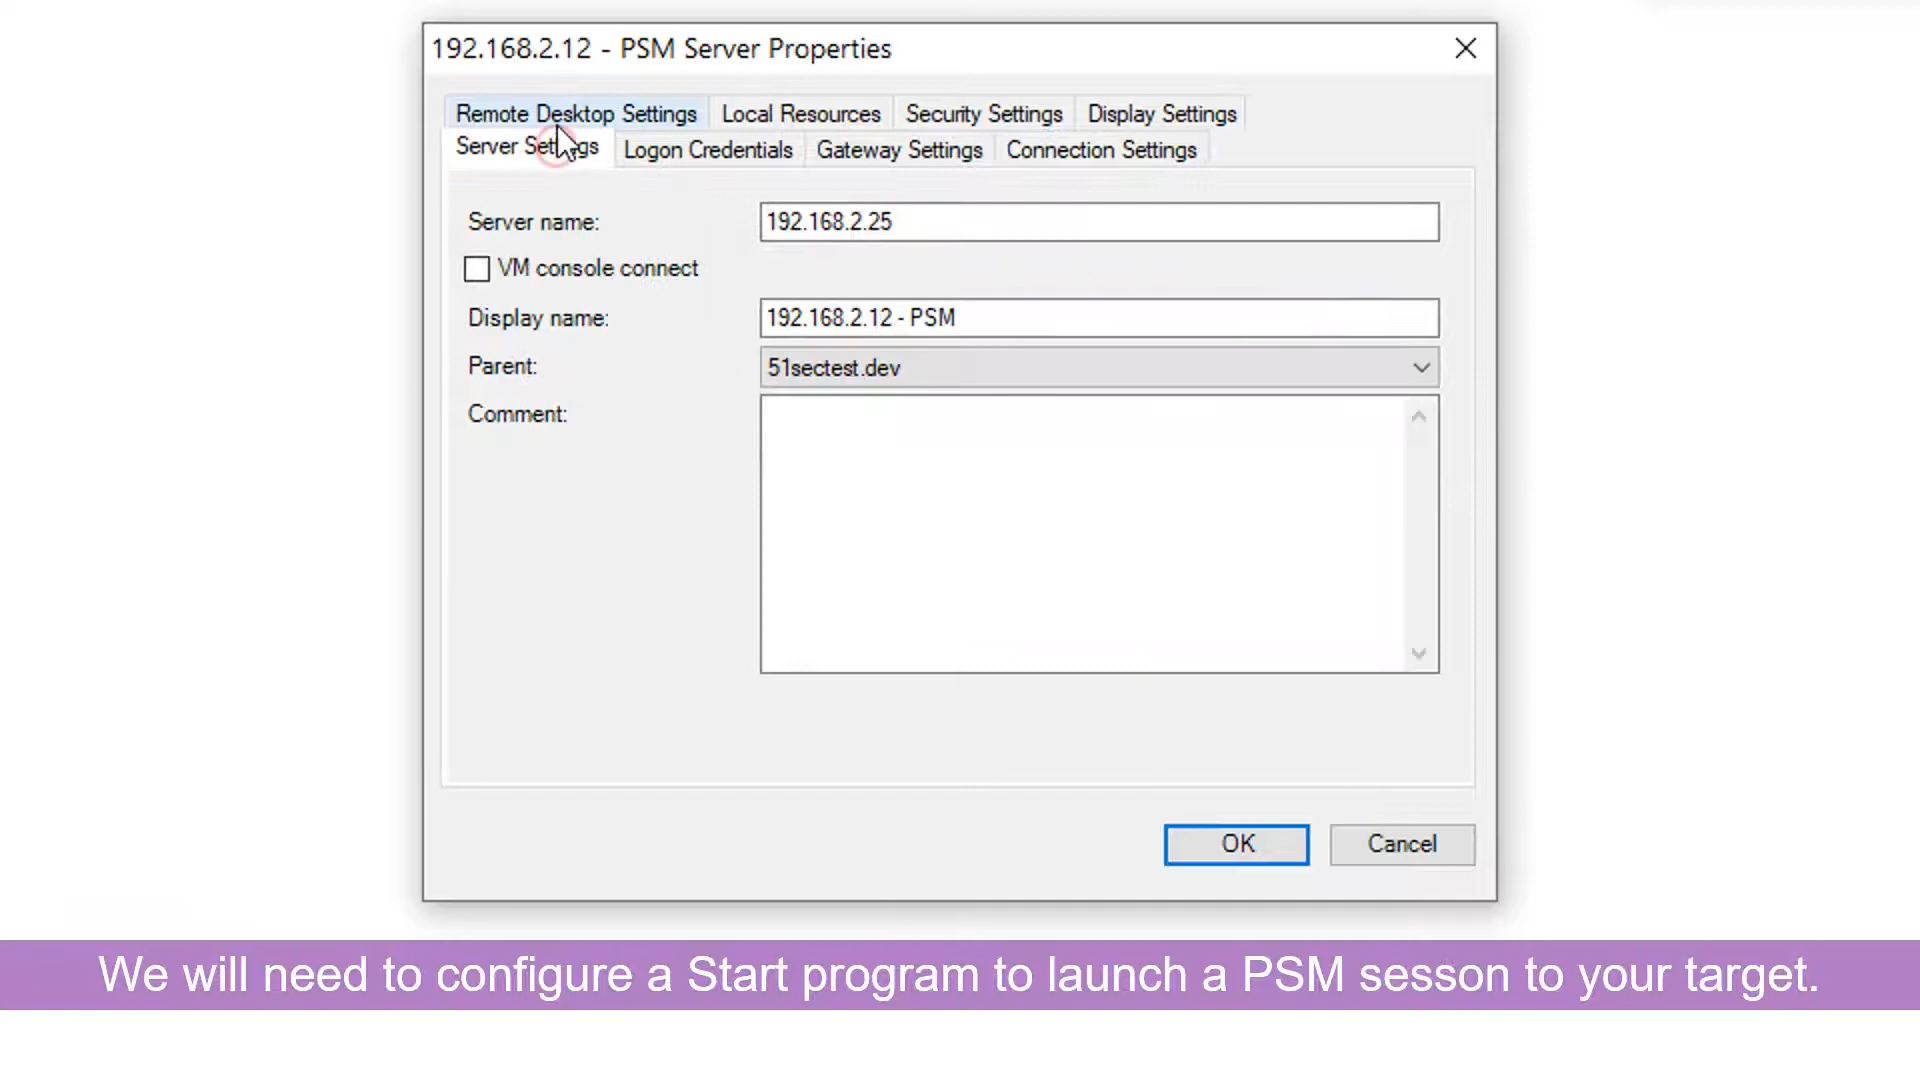 192.168.2.12 - PSM Server Properties
Remote Desktop Settings Local Resources Security Settings Display Settings
Server Settings Logon Credentials Gateway Settings Connection Settings
Server name: 192.168.2.25
VM console connect
Display name: 192.168.2.12 - PSM
Parent: 51sectest.dev
Comment:
OK Cancel
We will need to configure a Start program to launch a PSM sesson to your target.